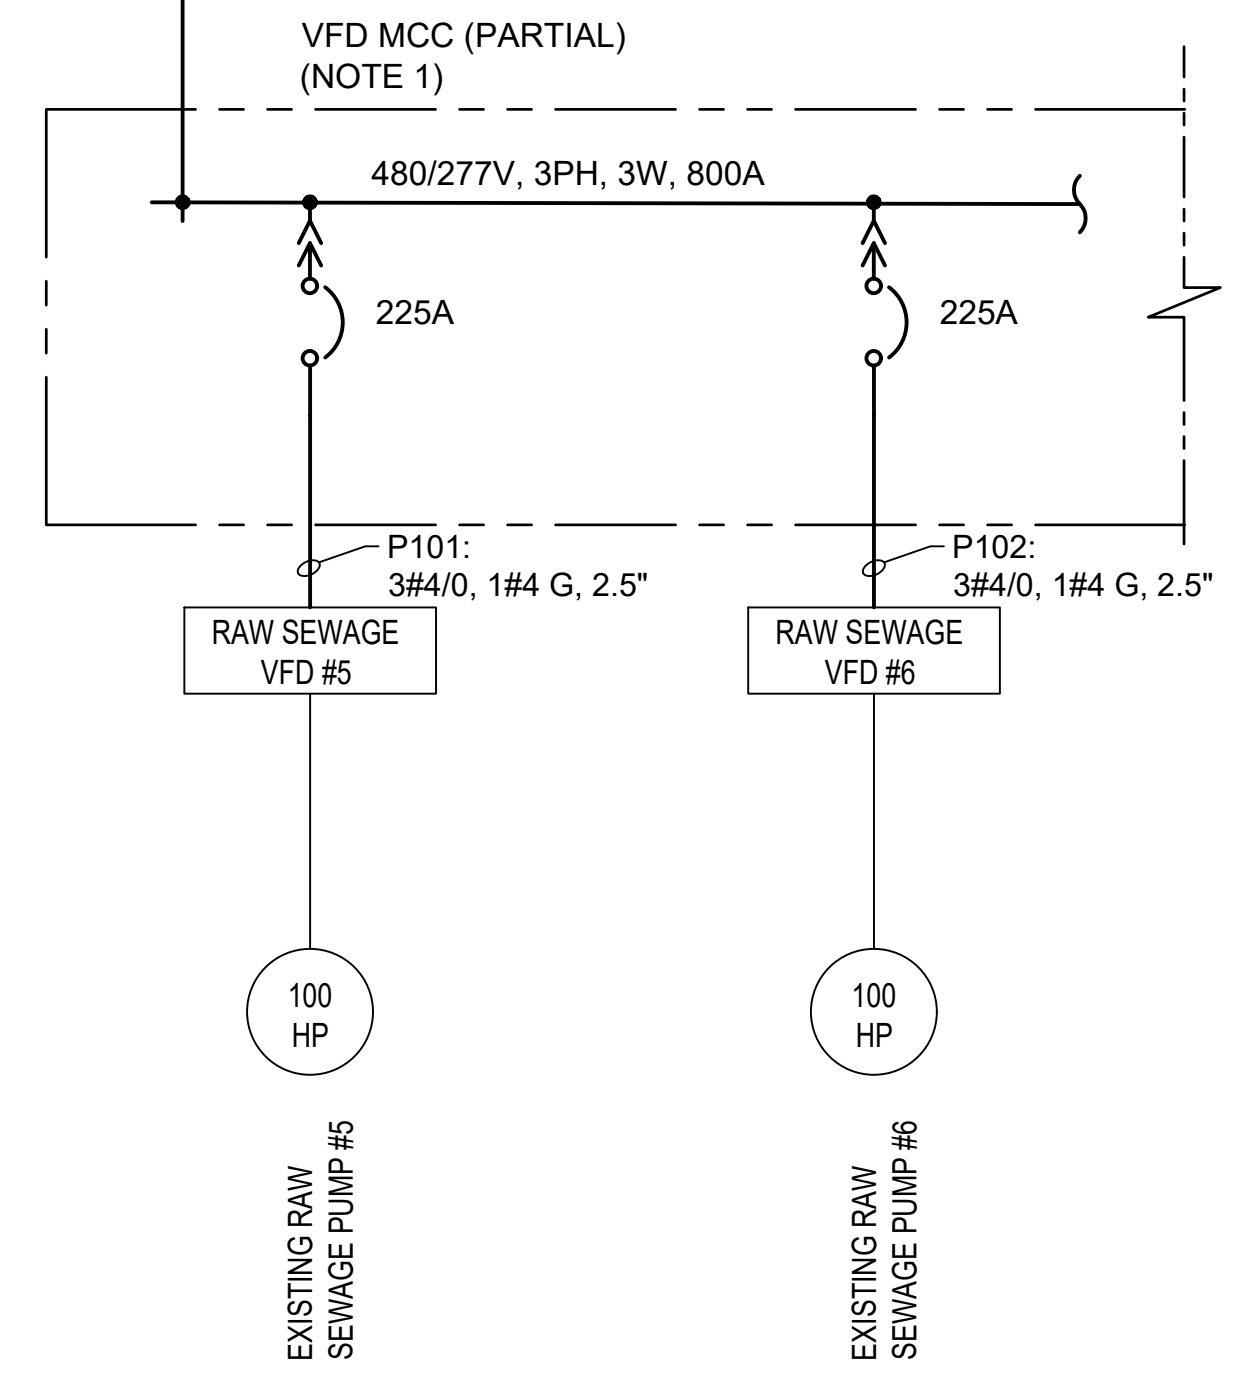 VFD MCC (PARTIAL)
(NOTE 1)
480/277V, 3PH, 3W, 800A
225A
225A
P101:
3#4/0, 1#4 G, 2.5"
P102:
3#4/0, 1#4 G, 2.5"
RAW SEWAGE
VFD #5
RAW SEWAGE
VFD #6
100
HP
100
HP
EXISTING RAW
SEWAGE PUMP #5
EXISTING RAW
SEWAGE PUMP #6